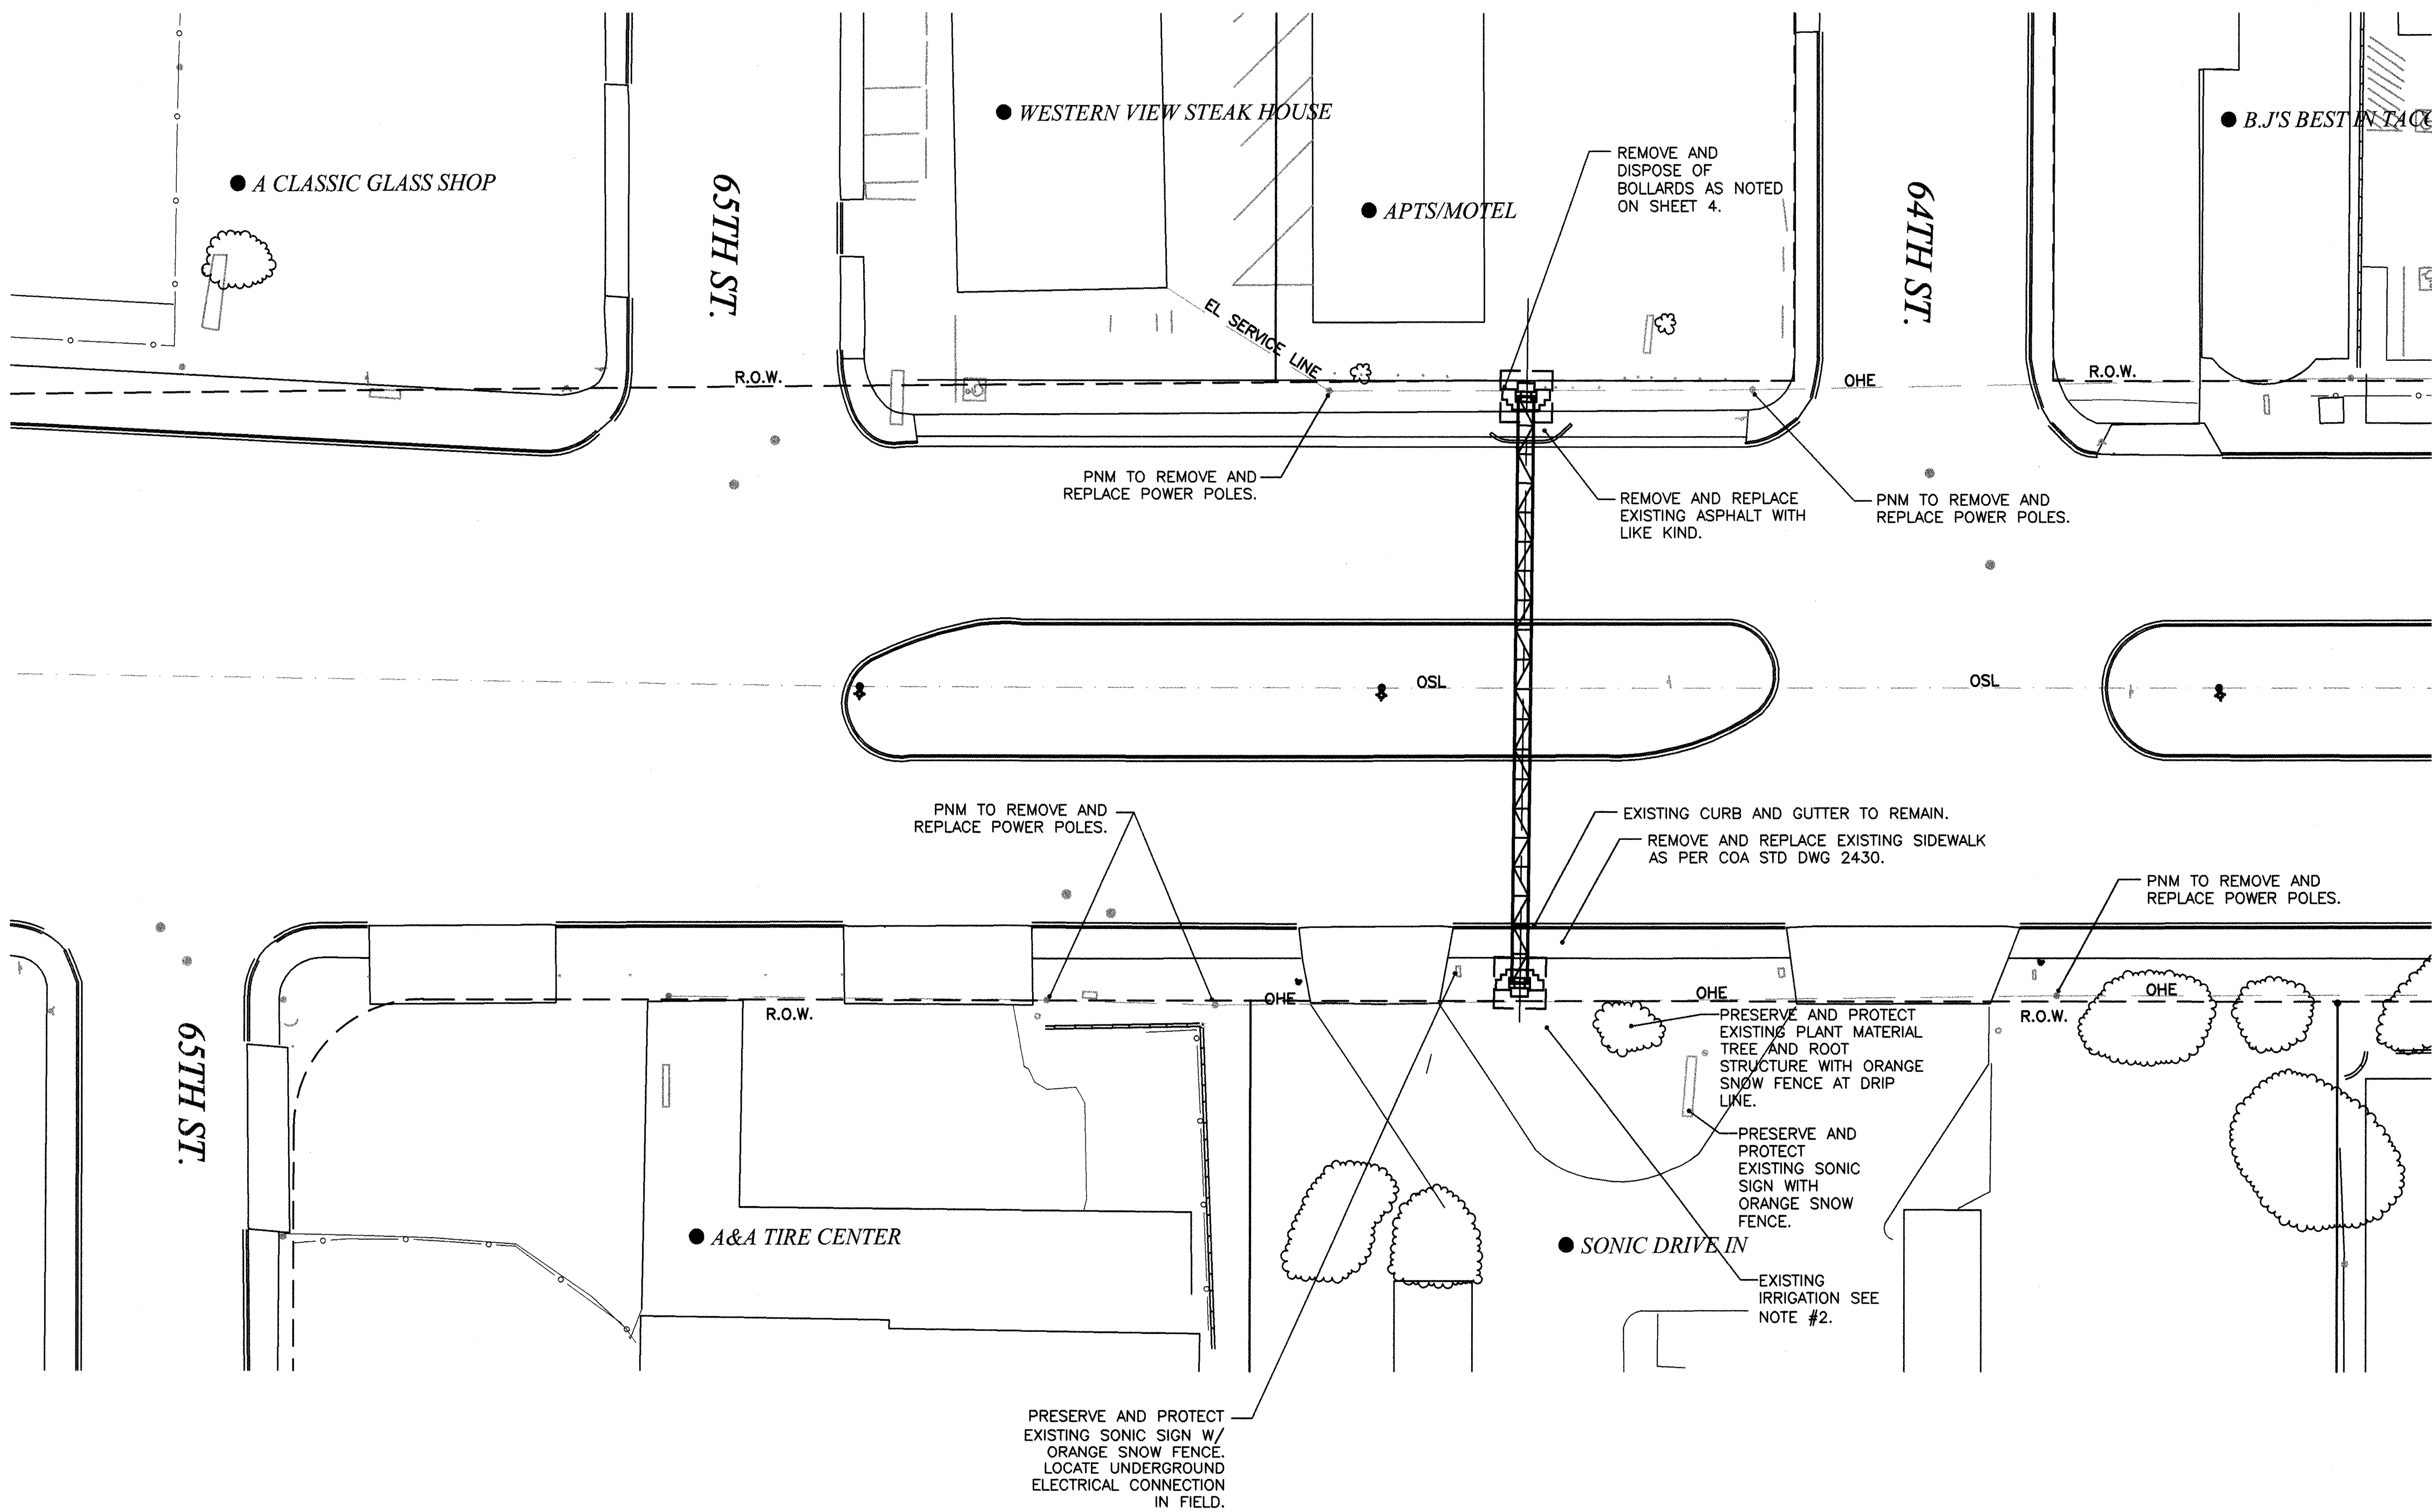 WESTERN VIEW STEAK HOUSE
B.J'S BEST IN
A CLASSIC GLASS SHOP
65TH ST.
APTS/MOTEL
REMOVE AND
DISPOSE OF
BOLLARDS AS NOTED
ON SHEET 4.
64TH ST.
EL SERVICE LINE
R.O.W.
OHE
R.O.W.
PNM TO REMOVE AND
REPLACE POWER POLES.
REMOVE AND REPLACE
EXISTING ASPHALT WITH
LIKE KIND.
PNM TO REMOVE AND
REPLACE POWER POLES.
OSL
OSL
PNM TO REMOVE AND
REPLACE POWER POLES.
EXISTING CURB AND GUTTER TO REMAIN.
REMOVE AND REPLACE EXISTING SIDEWALK
AS PER COA STD DWG 2430.
PNM TO REMOVE AND
REPLACE POWER POLES.
OHE
OHE
OHE
R.O.W.
R.O.W.
65TH ST.
PRESERVE AND PROTECT
EXISTING PLANT MATERIAL
TREE AND ROOT
STRUCTURE WITH ORANGE
SNOW FENCE AT DRIP
LINE.
PRESERVE AND
PROTECT
EXISTING SONIC
SIGN WITH
ORANGE SNOW
FENCE.
A&A TIRE CENTER
SONIC DRIVE IN
EXISTING
IRRIGATION SEE
NOTE #2.
PRESERVE AND PROTECT
EXISTING SONIC SIGN W/
ORANGE SNOW FENCE.
LOCATE UNDERGROUND
ELECTRICAL CONNECTION
IN FIELD.